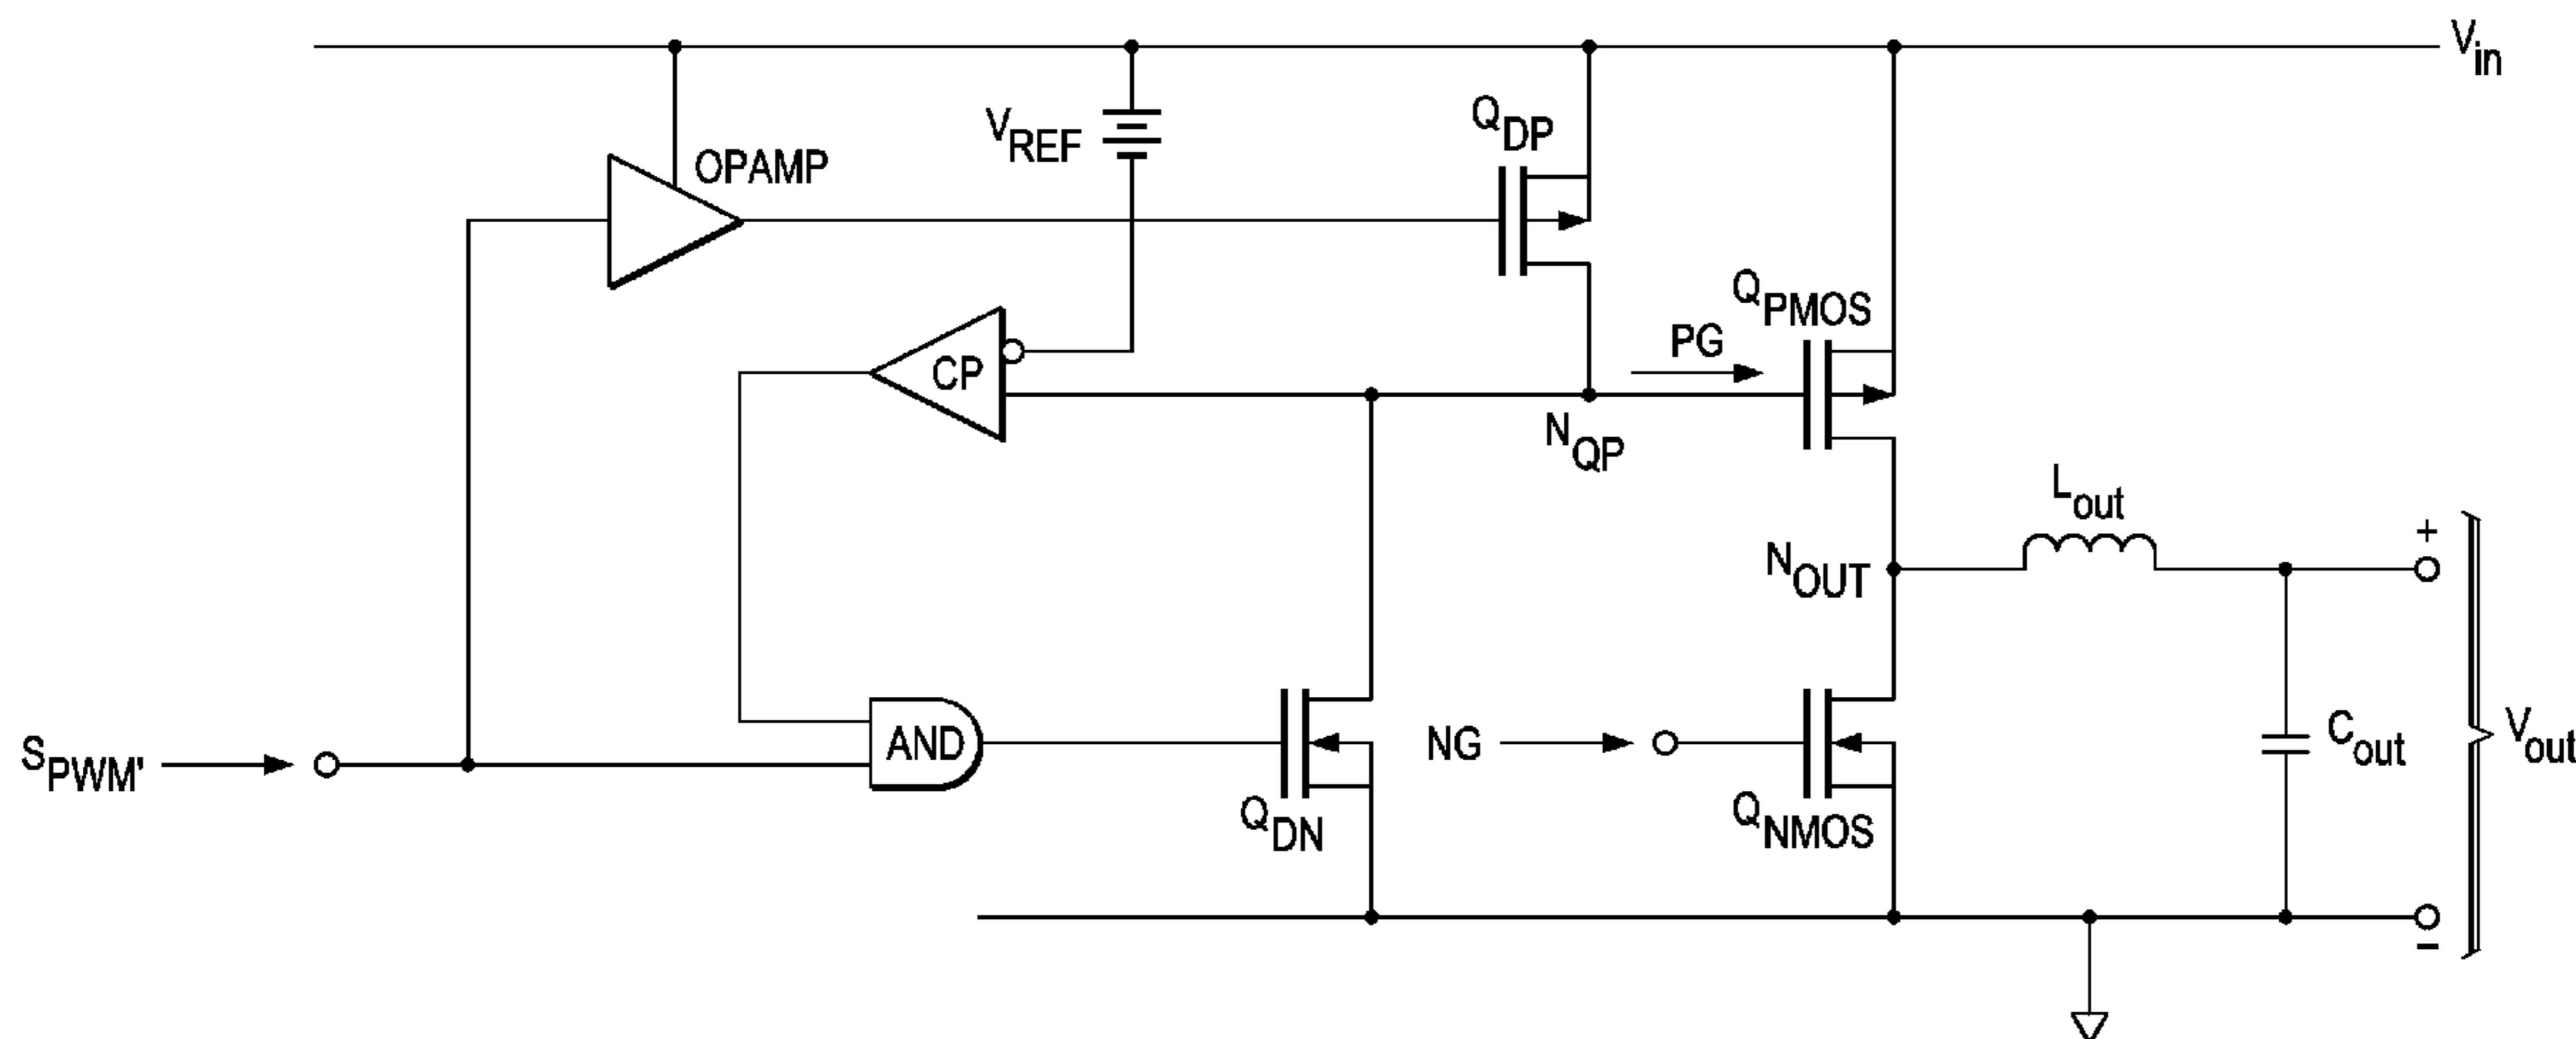 Vin
VREF
QDP
OPAMP
QPMOS
PG
CP
NQP
Lout
+
NOUT
SPWM'
AND
NG
Cout
Vout
QDN
QNMOS
-